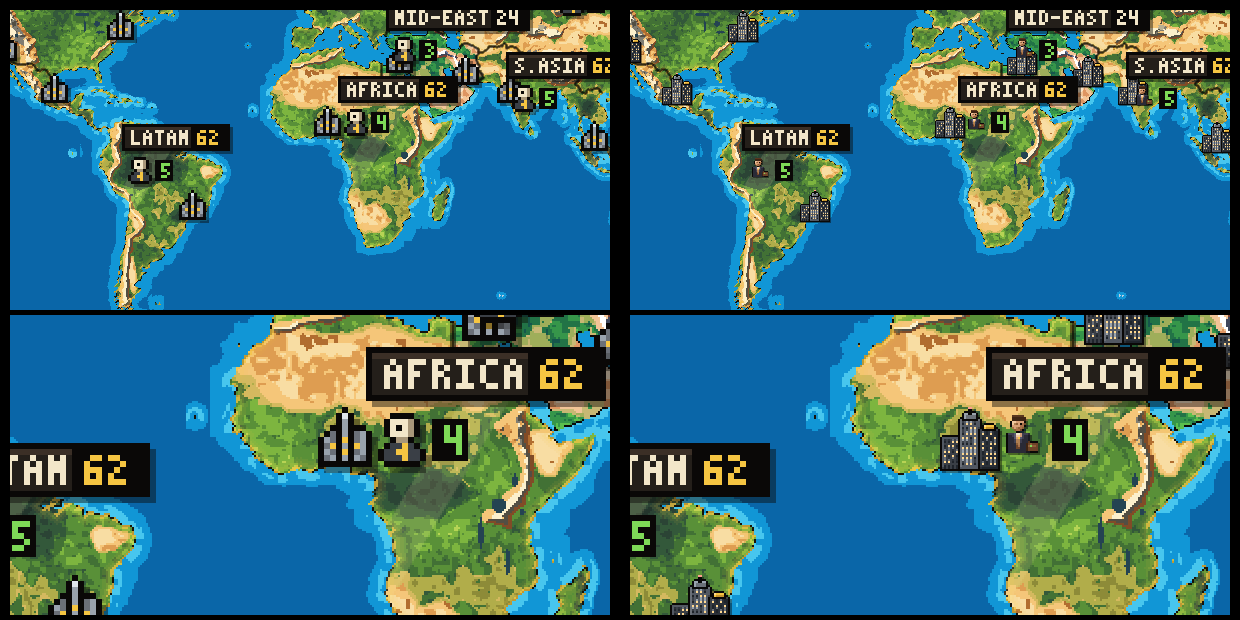 MID-EAST 24
3
S.ASIA 62
AFRICA 62
5
4
LATAM 62
5
MID-EAST 24
3
S.ASIA 62
AFRICA 62
5
4
LATAM 62
5
AFRICA 62
4
TAM 62
5
AFRICA 62
4
TAM 62
5